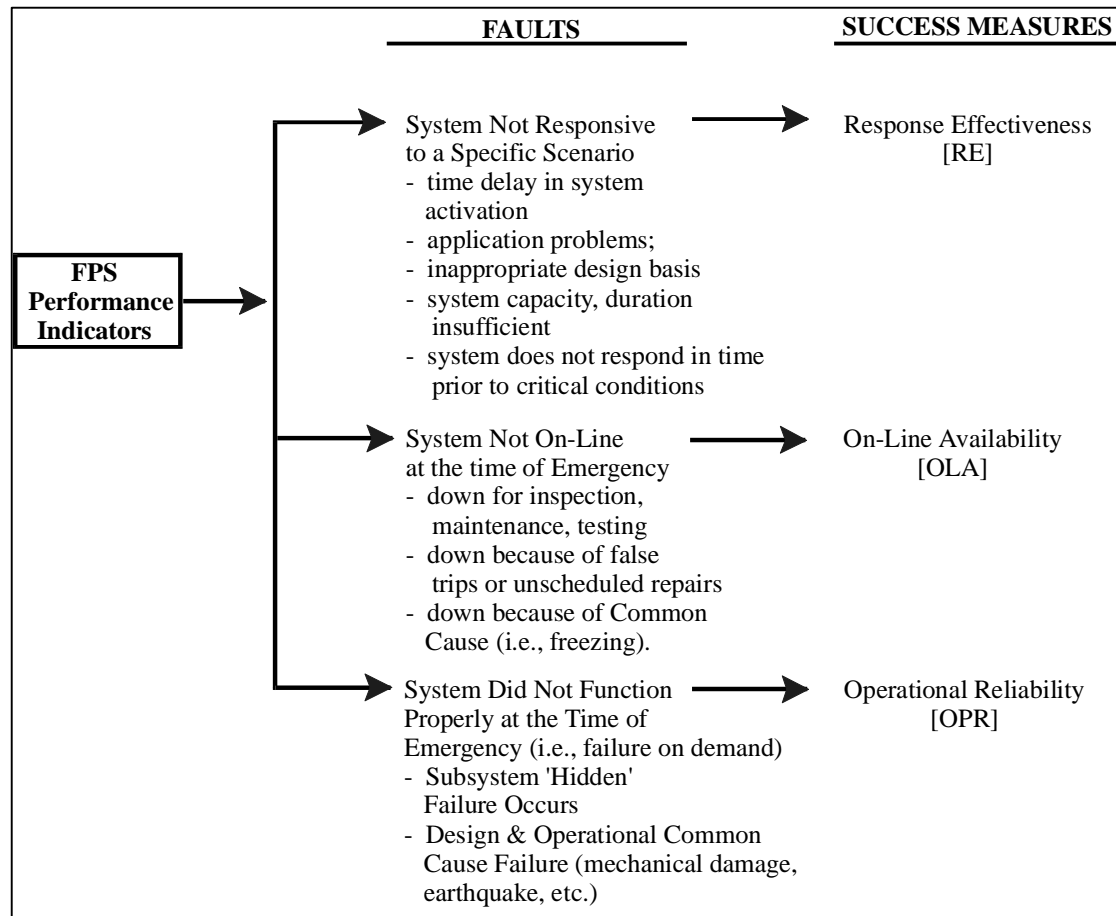 FAULTS
SUCCESS MEASURES
FPS
Performance
Indicators
System Not Responsive
to a Specific Scenario
- time delay in system
activation
- application problems;
- inappropriate design basis
- system capacity, duration
insufficient
- system does not respond in time
prior to critical conditions
Response Effectiveness
[RE]
System Not On-Line
at the time of Emergency
- down for inspection,
maintenance, testing
- down because of false
trips or unscheduled repairs
- down because of Common
Cause (i.e., freezing).
On-Line Availability
[OLA]
System Did Not Function
Properly at the Time of
Emergency (i.e., failure on demand)
- Subsystem 'Hidden'
Failure Occurs
- Design & Operational Common
Cause Failure (mechanical damage,
earthquake, etc.)
Operational Reliability
[OPR]